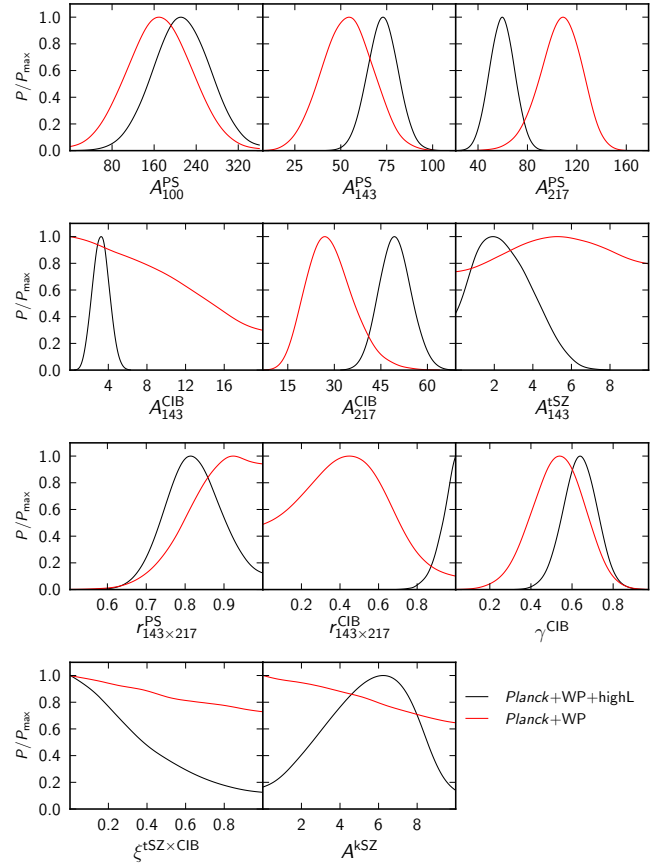 P/P_max
1.0
0.8
0.6
0.4
0.2
0.0
80 160 240 320
25 50 75 100
40 80 120 160
A^PS_100
A^PS_143
A^PS_217
P/P_max
1.0
0.8
0.6
0.4
0.2
0.0
4 8 12 16
15 30 45 60
2 4 6 8
A^CIB_143
A^CIB_217
A^tSZ_143
P/P_max
1.0
0.8
0.6
0.4
0.2
0.0
0.6 0.7 0.8 0.9
0.2 0.4 0.6 0.8
0.2 0.4 0.6 0.8
r^PS_143×217
r^CIB_143×217
γ^CIB
P/P_max
1.0
0.8
0.6
0.4
0.2
0.0
0.2 0.4 0.6 0.8
2 4 6 8
ξ^tSZ×CIB
A^kSZ
Planck+WP+highL
Planck+WP